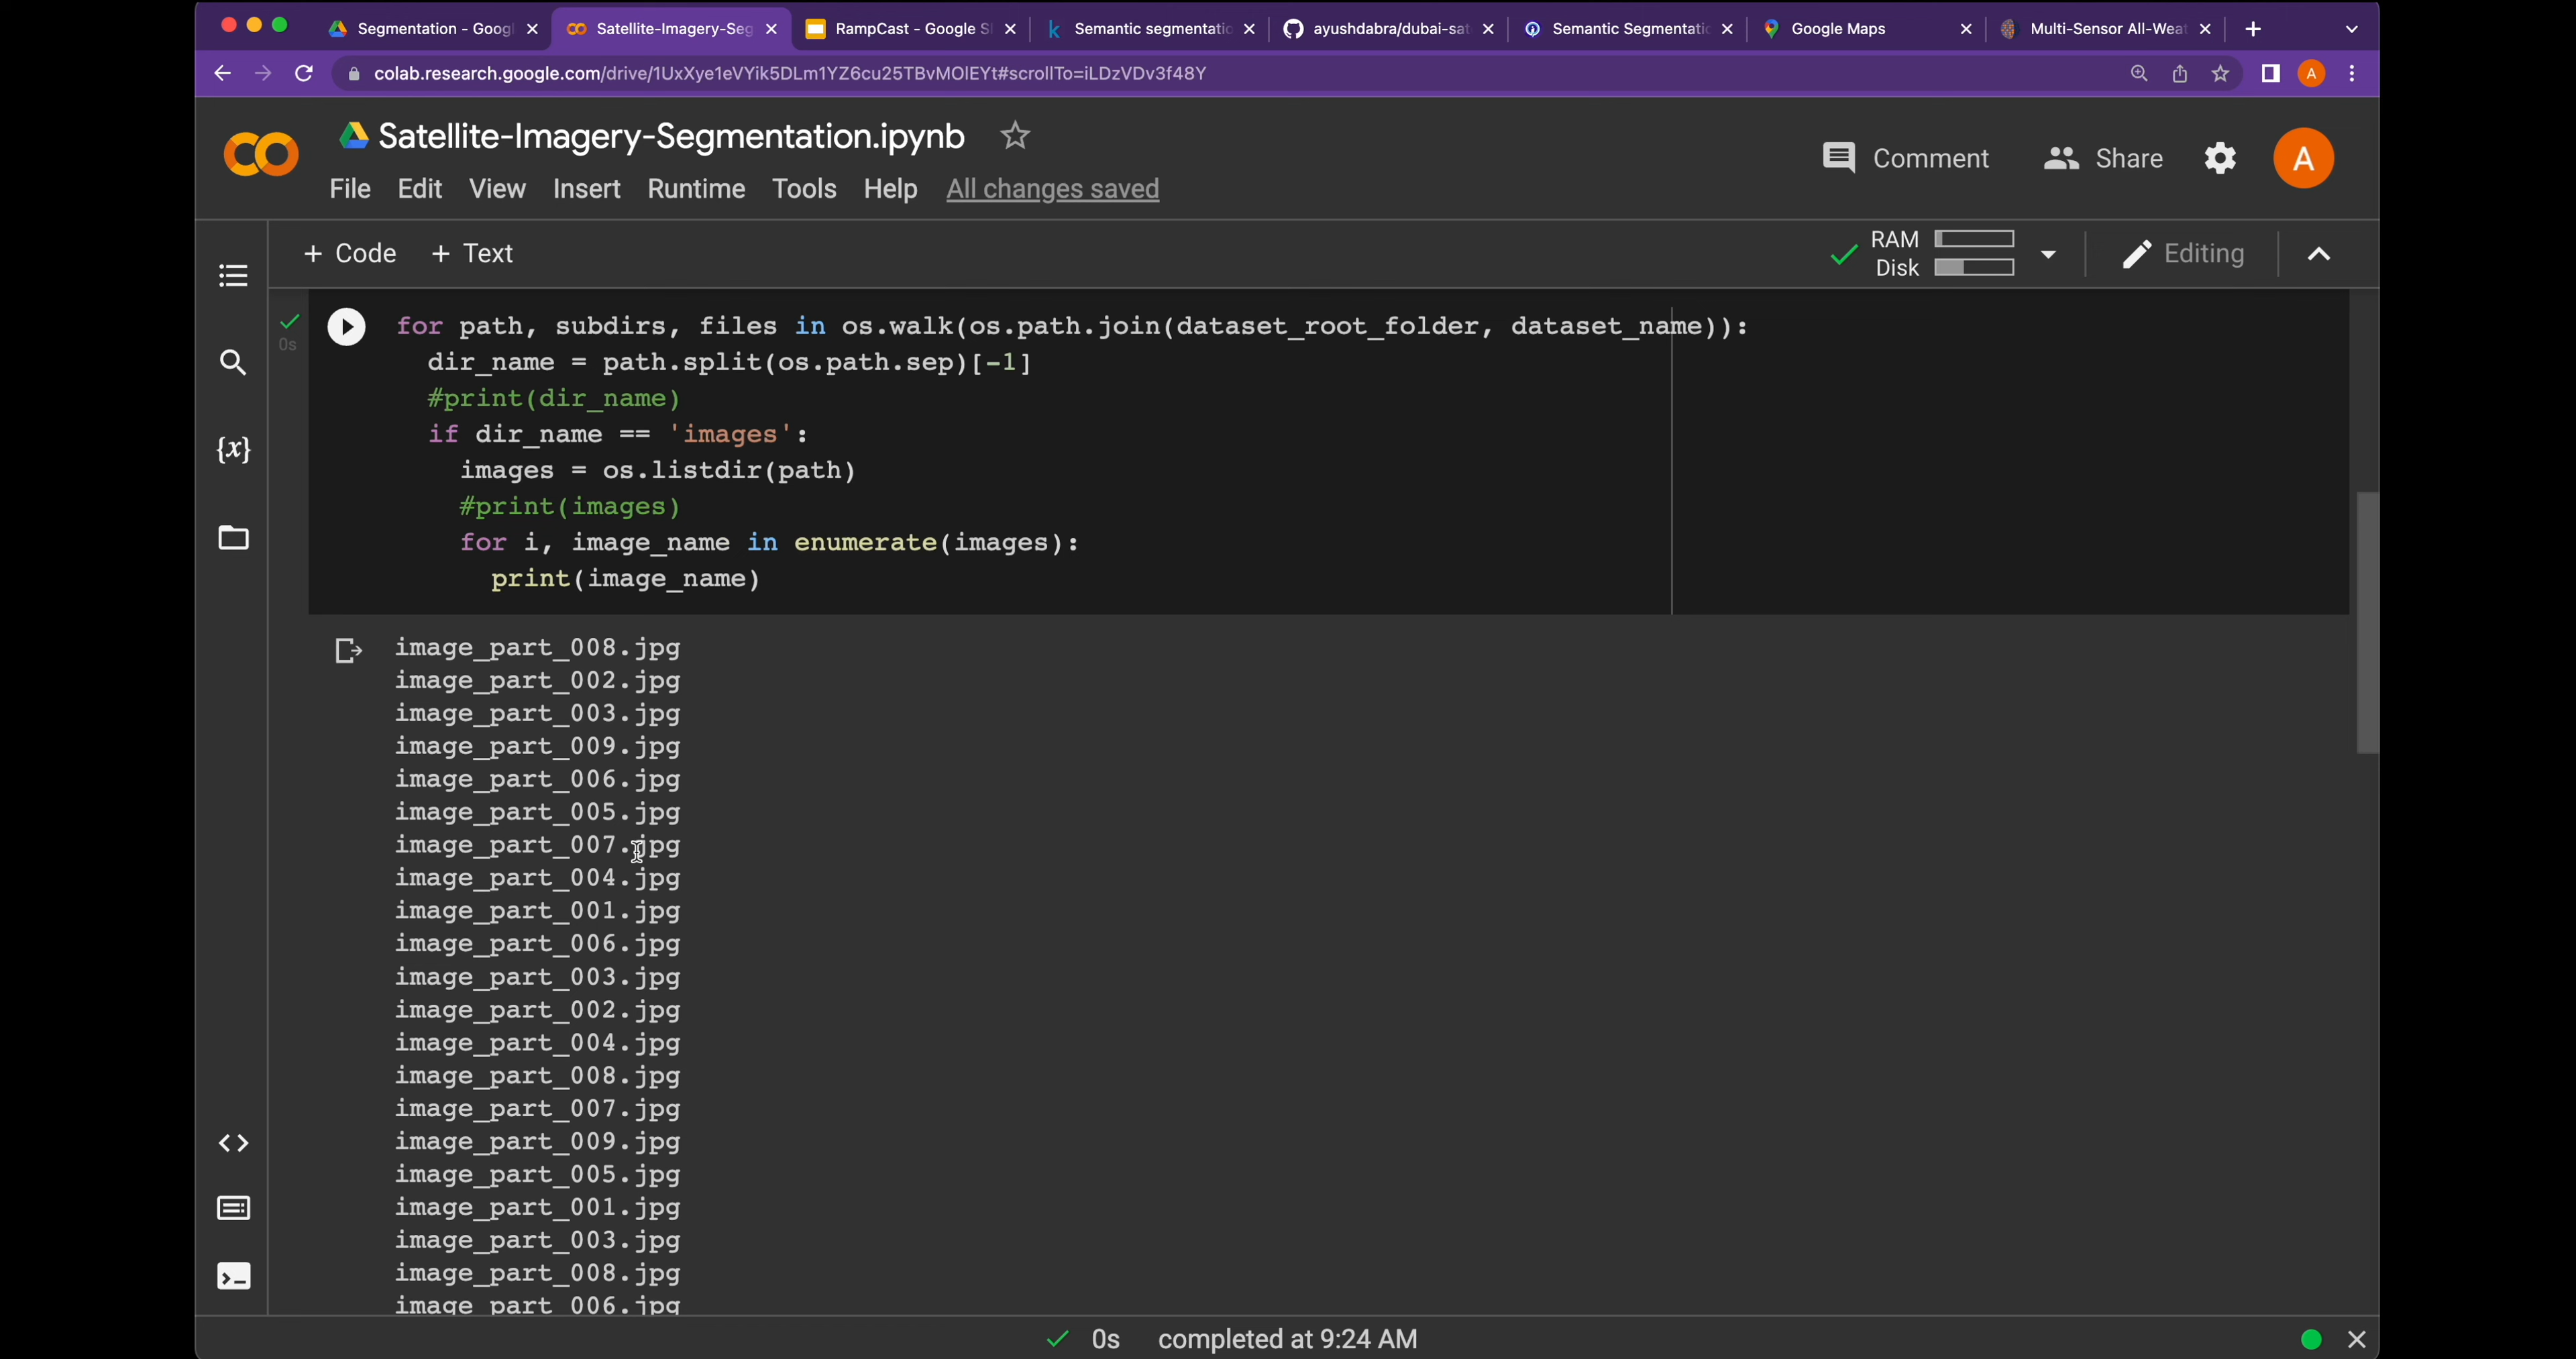 Segmentation - Googl
Satellite-Imagery-Seg
RampCast - Google Sl
Semantic segmentatio
ayushdabra/dubai-sat
Semantic Segmentatio
Google Maps
Multi-Sensor All-Weat
colab.research.google.com/drive/1UxXye1eVYik5DLm1YZ6cu25TBvMOlEYt#scrollTo=iLDzVDv3f48Y
A
Satellite-Imagery-Segmentation.ipynb
Comment
Share
A
File Edit View Insert Runtime Tools Help All changes saved
+ Code + Text
RAM
Disk
Editing
0s
for path, subdirs, files in os.walk(os.path.join(dataset_root_folder, dataset_name)):
dir_name = path.split(os.path.sep)[-1]
#print(dir_name)
if dir_name == 'images':
images = os.listdir(path)
#print(images)
for i, image_name in enumerate(images):
print(image_name)
image_part_008.jpg
image_part_002.jpg
image_part_003.jpg
image_part_009.jpg
image_part_006.jpg
image_part_005.jpg
image_part_007.jpg
image_part_004.jpg
image_part_001.jpg
image_part_006.jpg
image_part_003.jpg
image_part_002.jpg
image_part_004.jpg
image_part_008.jpg
image_part_007.jpg
image_part_009.jpg
image_part_005.jpg
image_part_001.jpg
image_part_003.jpg
image_part_008.jpg
image_part_006.jpg
0s completed at 9:24 AM